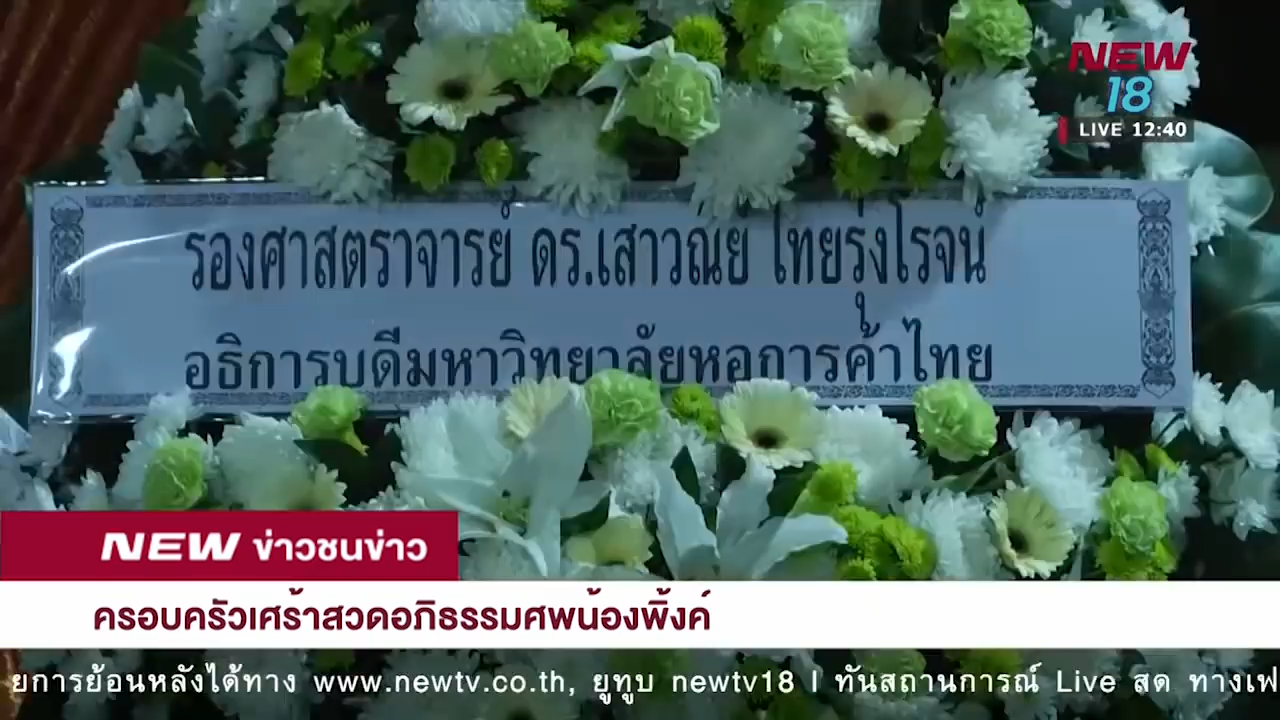 NEW
18
LIVE 12:40
รองศาสตราจารย์ ดร.เสาวณีย์ ไทยรุ่งโรจน์
อธิการบดีมหาวิทยาลัยหอการค้าไทย
NEW ข่าวชนข่าว
ครอบครัวเศร้าสวดอภิธรรมศพน้องพิ้งค์
ยการย้อนหลังได้ทาง www.newtv.co.th, ยูทูบ newtv18 l ทันสถานการณ์ Live สด ทางเฟ